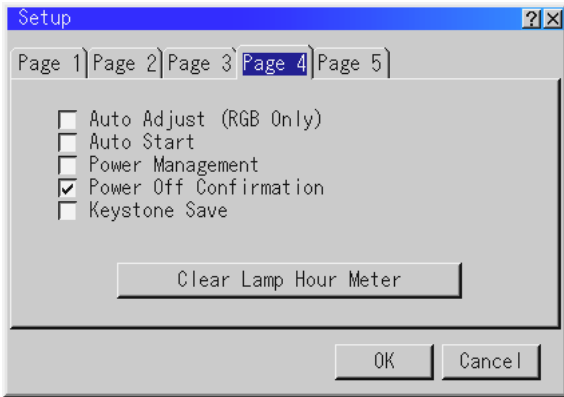 Setup
Page 1 Page 2 Page 3 Page 4 Page 5
Auto Adjust (RGB Only)
Auto Start
Power Management
Power Off Confirmation
Keystone Save
Clear Lamp Hour Meter
OK Cancel